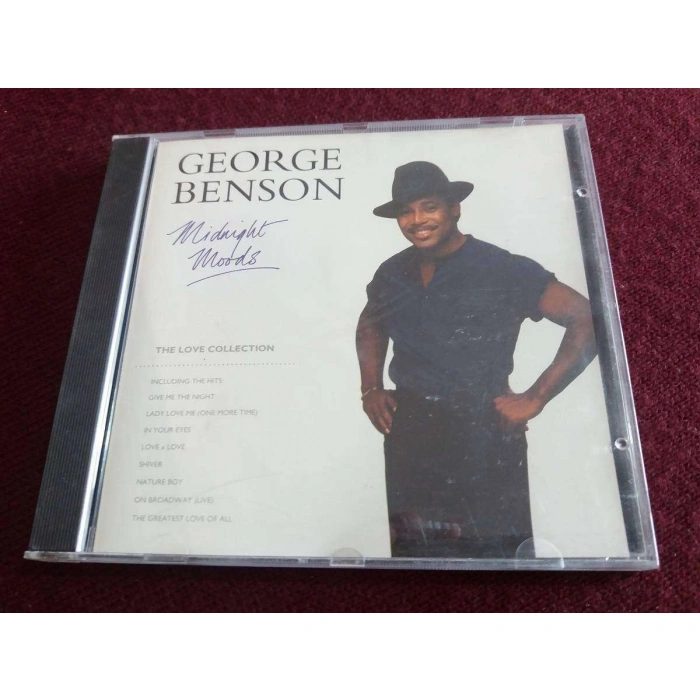 GEORGE
BENSON
Midnight
Moods
THE LOVE COLLECTION
INCLUDING THE HITS
GIVE ME THE NIGHT
LADY LOVE ME (ONE MORE TIME)
IN YOUR EYES
LOVE x LOVE
SHIVER
NATURE BOY
ON BROADWAY (LIVE)
THE GREATEST LOVE OF ALL